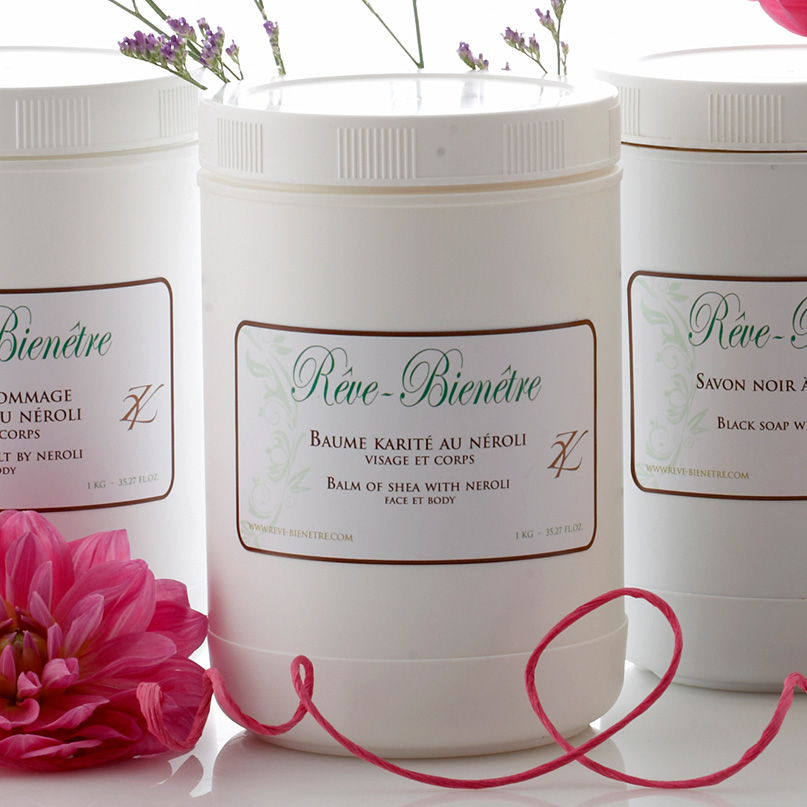 Bienêtre
OMMAGE
U NÉROLI
CORPS
LT BY NEROLI
ODY
1 KG - 35,27 FL.OZ.
Rêve-Bienêtre
BAUME KARITÉ AU NÉROLI
VISAGE ET CORPS
BALM OF SHEA WITH NEROLI
FACE ET BODY
WWW.REVE-BIENETRE.COM
1 KG - 35.27 FL.OZ.
Rêve-B
SAVON NOIR À
BLACK SOAP W
WWW.REVE-BIENETRE.COM